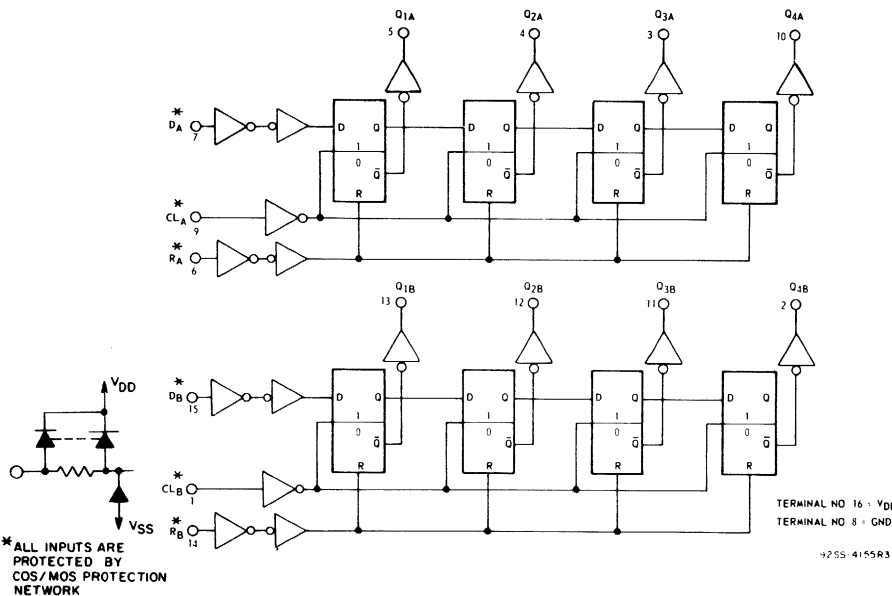 Q1A Q2A Q3A Q4A
5 4 3 10
* DA 7
D Q D Q D Q D Q
1 0 1 0 1 0 1 0
Q̅ Q̅ Q̅ Q̅
R R R R
* CLA 9
* RA 6
Q1B Q2B Q3B Q4B
13 12 11 2
* DB 15
D Q D Q D Q D Q
1 0 1 0 1 0 1 0
Q̅ Q̅ Q̅ Q̅
R R R R
* CLB 1
* RB 14
VDD
VSS
*ALL INPUTS ARE
PROTECTED BY
COS/MOS PROTECTION
NETWORK
TERMINAL NO 16 = VD
TERMINAL NO 8 = GND
92SS-4155R3